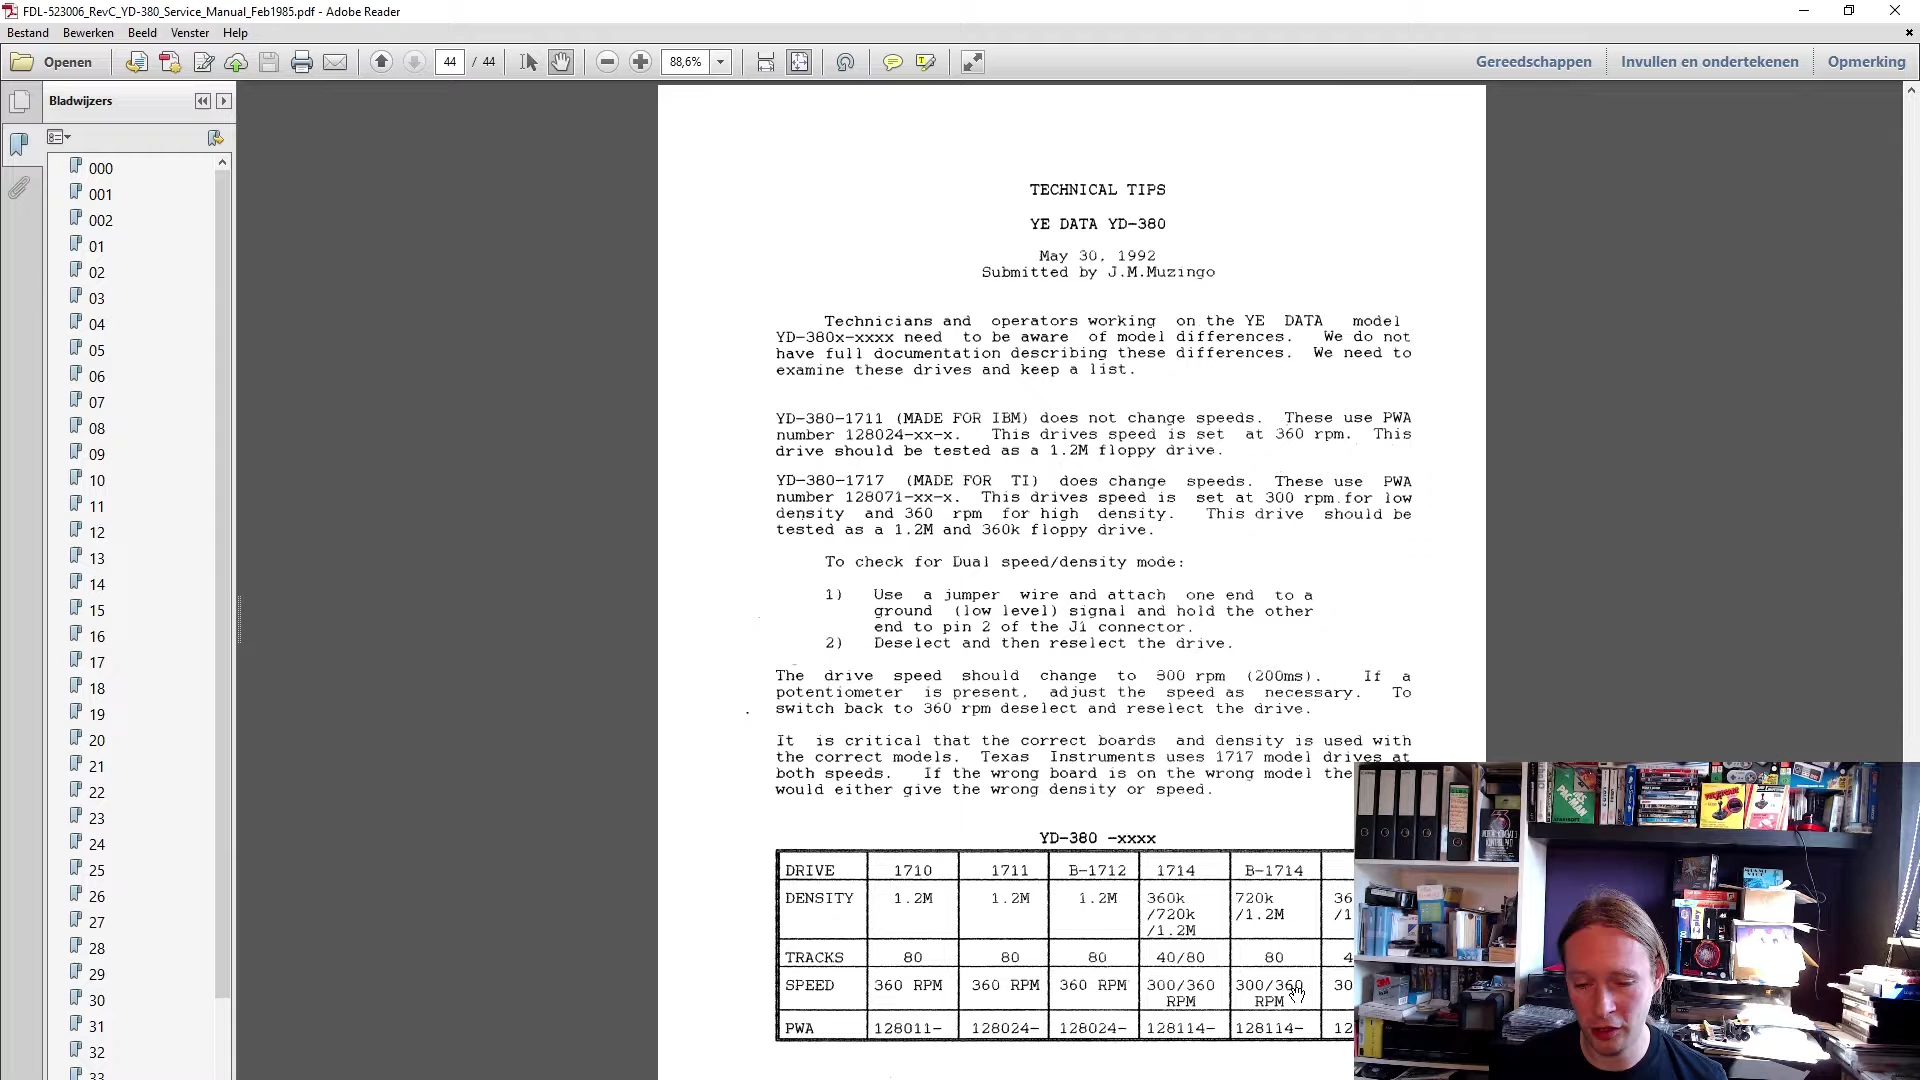 FDL-523006_RevC_YD-380_Service_Manual_Feb1985.pdf - Adobe Reader
Bestand Bewerken Beeld Venster Help
Openen 44 / 44 88,6% Gereedschappen Invullen en ondertekenen Opmerking
Bladwijzers
000
001
002
01
02
03
04
05
06
07
08
09
10
11
12
13
14
15
16
17
18
19
20
21
22
23
24
25
26
27
28
29
30
31
32
33
TECHNICAL TIPS
YE DATA YD-380
May 30, 1992
Submitted by J.M.Muzingo
Technicians and operators working on the YE DATA model
YD-380x-xxxx need to be aware of model differences. We do not
have full documentation describing these differences. We need to
examine these drives and keep a list.
YD-380-1711 (MADE FOR IBM) does not change speeds. These use PWA
number 128024-xx-x. This drives speed is set at 360 rpm. This
drive should be tested as a 1.2M floppy drive.
YD-380-1717 (MADE FOR TI) does change speeds. These use PWA
number 128071-xx-x. This drives speed is set at 300 rpm for low
density and 360 rpm for high density. This drive should be
tested as a 1.2M and 360k floppy drive.
To check for Dual speed/density mode:
1) Use a jumper wire and attach one end to a
ground (low level) signal and hold the other
end to pin 2 of the J1 connector.
2) Deselect and then reselect the drive.
The drive speed should change to 300 rpm (200ms). If a
potentiometer is present, adjust the speed as necessary. To
switch back to 360 rpm deselect and reselect the drive.
It is critical that the correct boards and density is used with
the correct models. Texas Instruments uses 1717 model drives at
both speeds. If the wrong board is on the wrong model the
would either give the wrong density or speed.
YD-380 -xxxx
DRIVE 1710 1711 B-1712 1714 B-1714
DENSITY 1.2M 1.2M 1.2M 360k 720k 36
/720k /1.2M /1
/1.2M
TRACKS 80 80 80 40/80 80 4
SPEED 360 RPM 360 RPM 360 RPM 300/360 300/360 30
RPM RPM
PWA 128011- 128024- 128024- 128114- 128114- 12
PAC-MAN